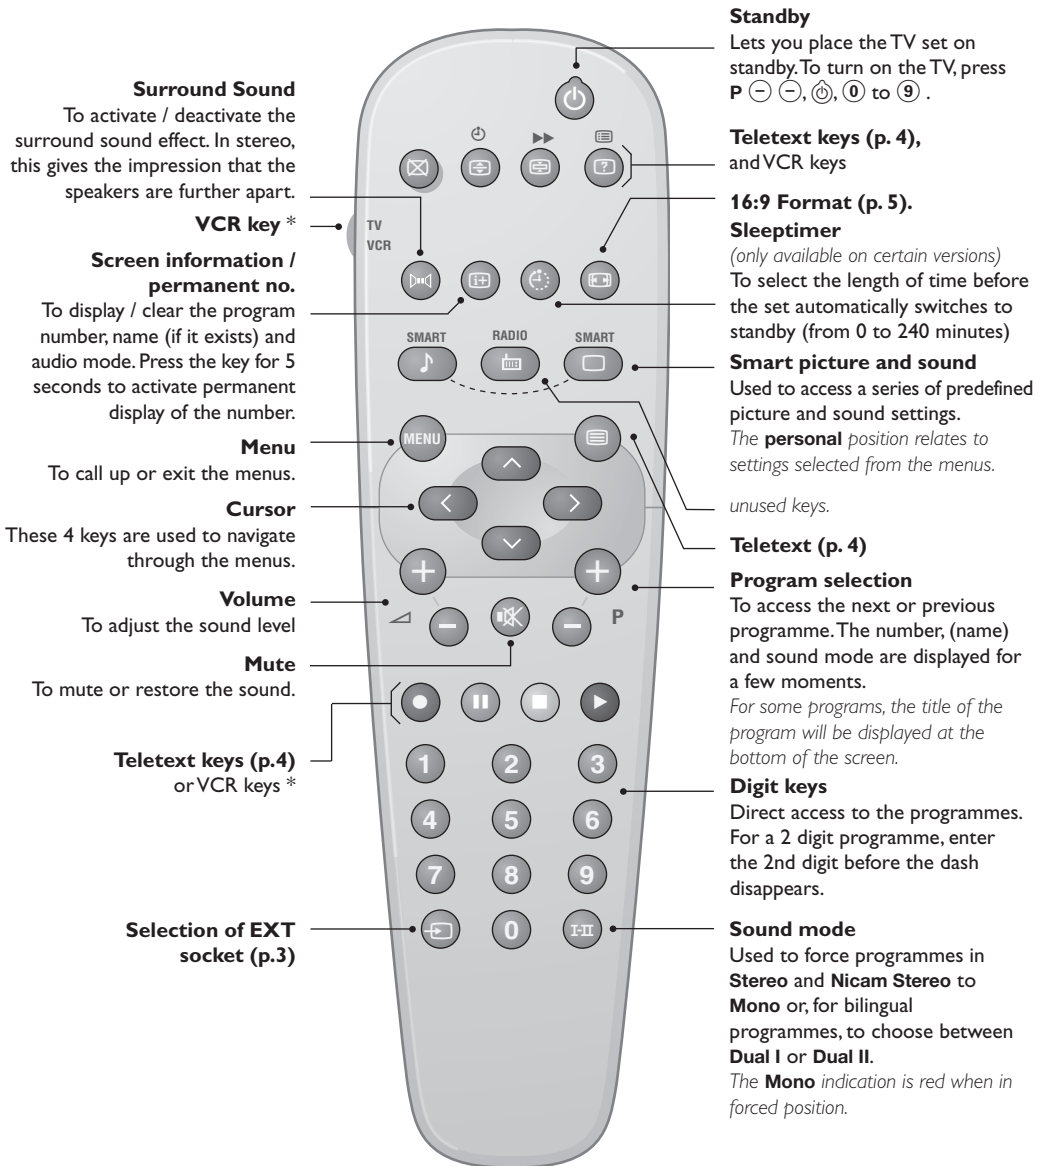 Surround Sound
To activate / deactivate the
surround sound effect. In stereo,
this gives the impression that the
speakers are further apart.
VCR key *
Screen information /
permanent no.
To display / clear the program
number, name (if it exists) and
audio mode. Press the key for 5
seconds to activate permanent
display of the number.
Menu
To call up or exit the menus.
Cursor
These 4 keys are used to navigate
through the menus.
Volume
To adjust the sound level
Mute
To mute or restore the sound.
Teletext keys (p.4)
or VCR keys *
Selection of EXT
socket (p.3)
TV
VCR
SMART RADIO SMART
MENU
P
1 2 3
4 5 6
7 8 9
0 I-II
Standby
Lets you place the TV set on
standby. To turn on the TV, press
P ⊖ ⊖, ⏻, ⓪ to ⑨ .
Teletext keys (p. 4),
and VCR keys
16:9 Format (p. 5).
Sleeptimer
(only available on certain versions)
To select the length of time before
the set automatically switches to
standby (from 0 to 240 minutes)
Smart picture and sound
Used to access a series of predefined
picture and sound settings.
The personal position relates to
settings selected from the menus.
unused keys.
Teletext (p. 4)
Program selection
To access the next or previous
programme. The number, (name)
and sound mode are displayed for
a few moments.
For some programs, the title of the
program will be displayed at the
bottom of the screen.
Digit keys
Direct access to the programmes.
For a 2 digit programme, enter
the 2nd digit before the dash
disappears.
Sound mode
Used to force programmes in
Stereo and Nicam Stereo to
Mono or, for bilingual
programmes, to choose between
Dual I or Dual II.
The Mono indication is red when in
forced position.